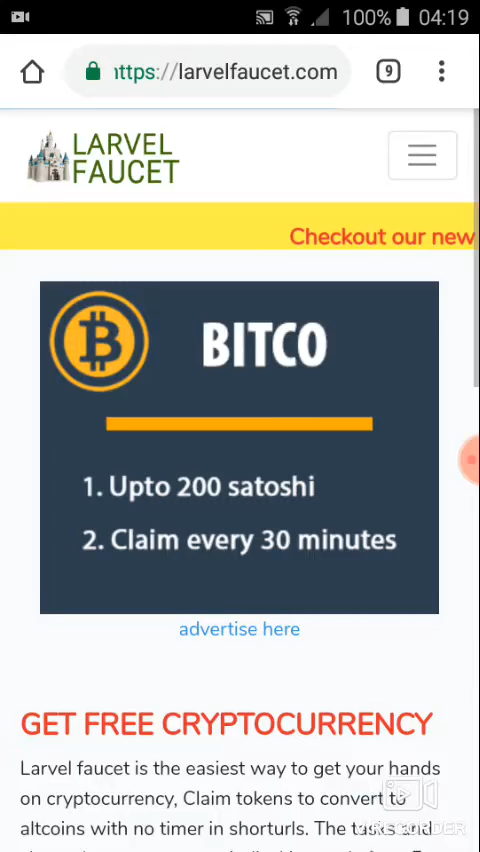 100% 04:19
https://larvelfaucet.com 9
LARVEL
FAUCET
Checkout our new
BITCO
1. Upto 200 satoshi
2. Claim every 30 minutes
advertise here
GET FREE CRYPTOCURRENCY
Larvel faucet is the easiest way to get your hands
on cryptocurrency, Claim tokens to convert to
altcoins with no timer in shorturls. The tasks and
V RECORDER